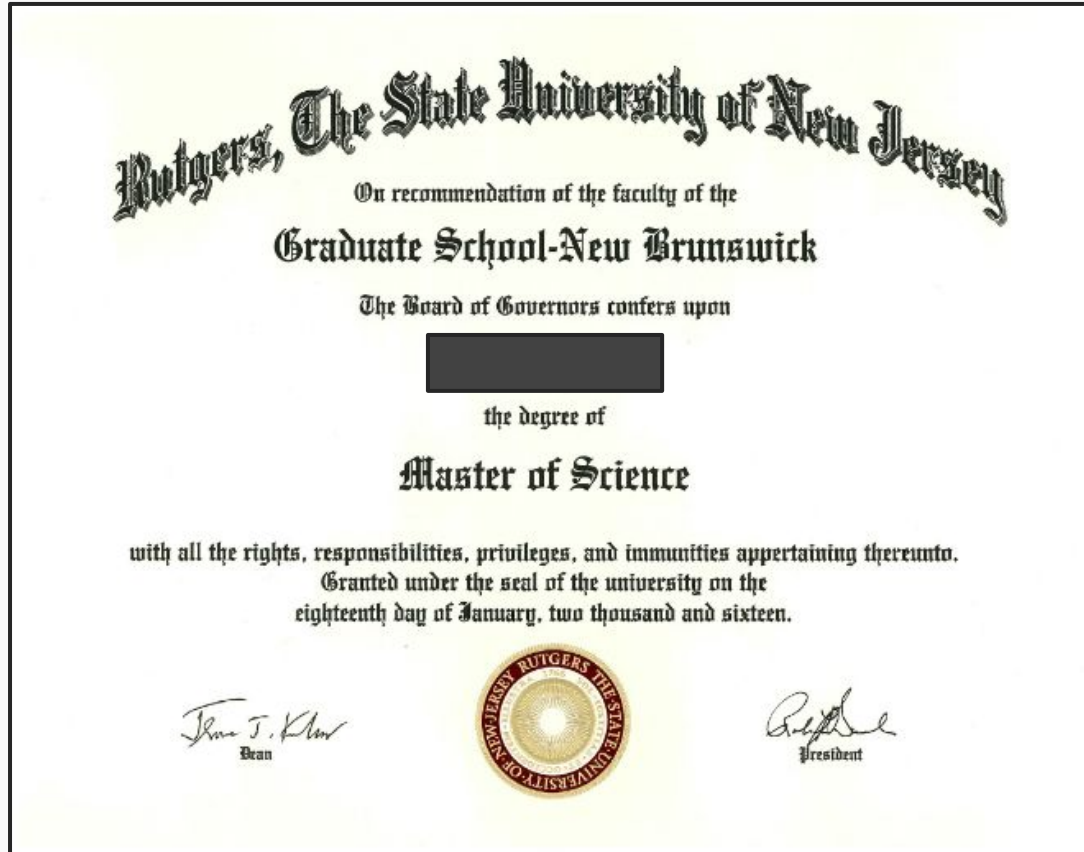 Rutgers, The State University of New Jersey
On recommendation of the faculty of the
Graduate School-New Brunswick
The Board of Governors confers upon
the degree of
Master of Science
with all the rights, responsibilities, privileges, and immunities appertaining thereunto.
Granted under the seal of the university on the
eighteenth day of January, two thousand and sixteen.
RUTGERS THE·STATE·UNIVERSITY·OF·NEW·JERSEY
1766
Dean
President